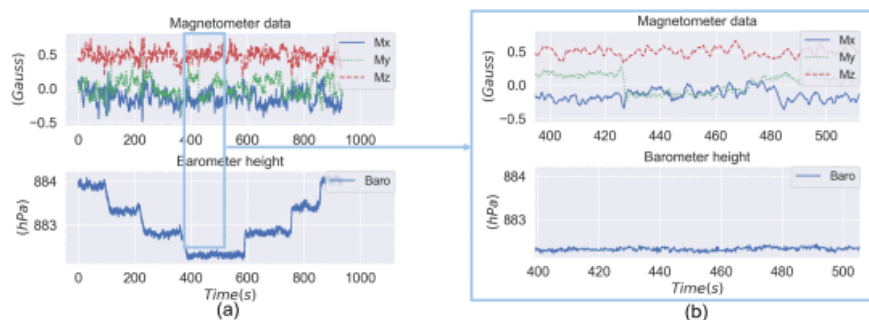 Magnetometer data
(Gauss)
0.5
0.0
−0.5
Mx
My
Mz
0 200 400 600 800 1000
Barometer height
(hPa)
884
883
Baro
0 200 400 600 800 1000
Time(s)
(a)
Magnetometer data
(Gauss)
0.5
0.0
−0.5
Mx
My
Mz
400 420 440 460 480 500
Barometer height
(hPa)
884
883
Baro
400 420 440 460 480 500
Time(s)
(b)